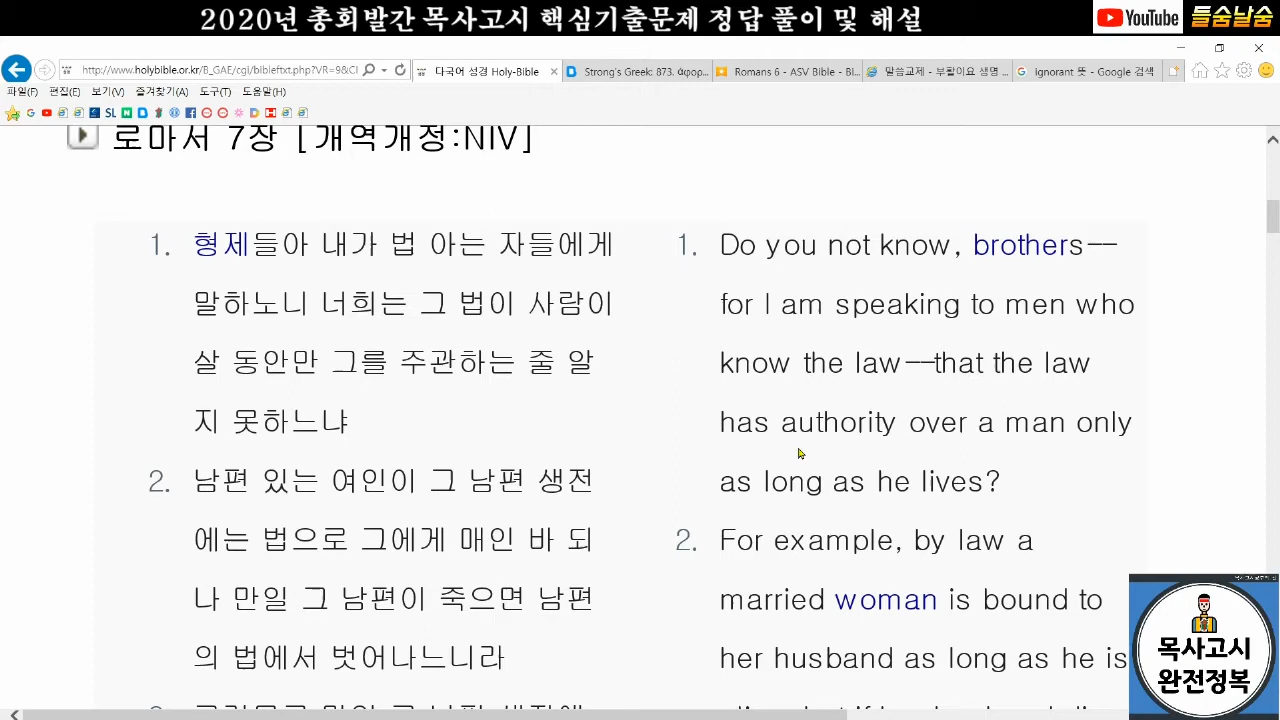 2020년 총회발간 목사고시 핵심기출문제 정답 풀이 및 해설
YouTube
들숨날숨
http://www.holybible.or.kr/B_GAE/cgi/bibleftxt.php?VR=9&CI
다국어 성경 Holy-Bible
Strong's Greek: 873. ἀφορ...
Romans 6 - ASV Bible - Bl...
말씀교제 - 부활이요 생명 ...
ignorant 뜻 - Google 검색
파일(F) 편집(E) 보기(V) 즐겨찾기(A) 도구(T) 도움말(H)
로마서 7장 [개역개정:NIV]
1. 형제들아 내가 법 아는 자들에게
말하노니 너희는 그 법이 사람이
살 동안만 그를 주관하는 줄 알
지 못하느냐
2. 남편 있는 여인이 그 남편 생전
에는 법으로 그에게 매인 바 되
나 만일 그 남편이 죽으면 남편
의 법에서 벗어나느니라
1. Do you not know, brothers--
for I am speaking to men who
know the law--that the law
has authority over a man only
as long as he lives?
2. For example, by law a
married woman is bound to
her husband as long as he is
목사고시
완전정복